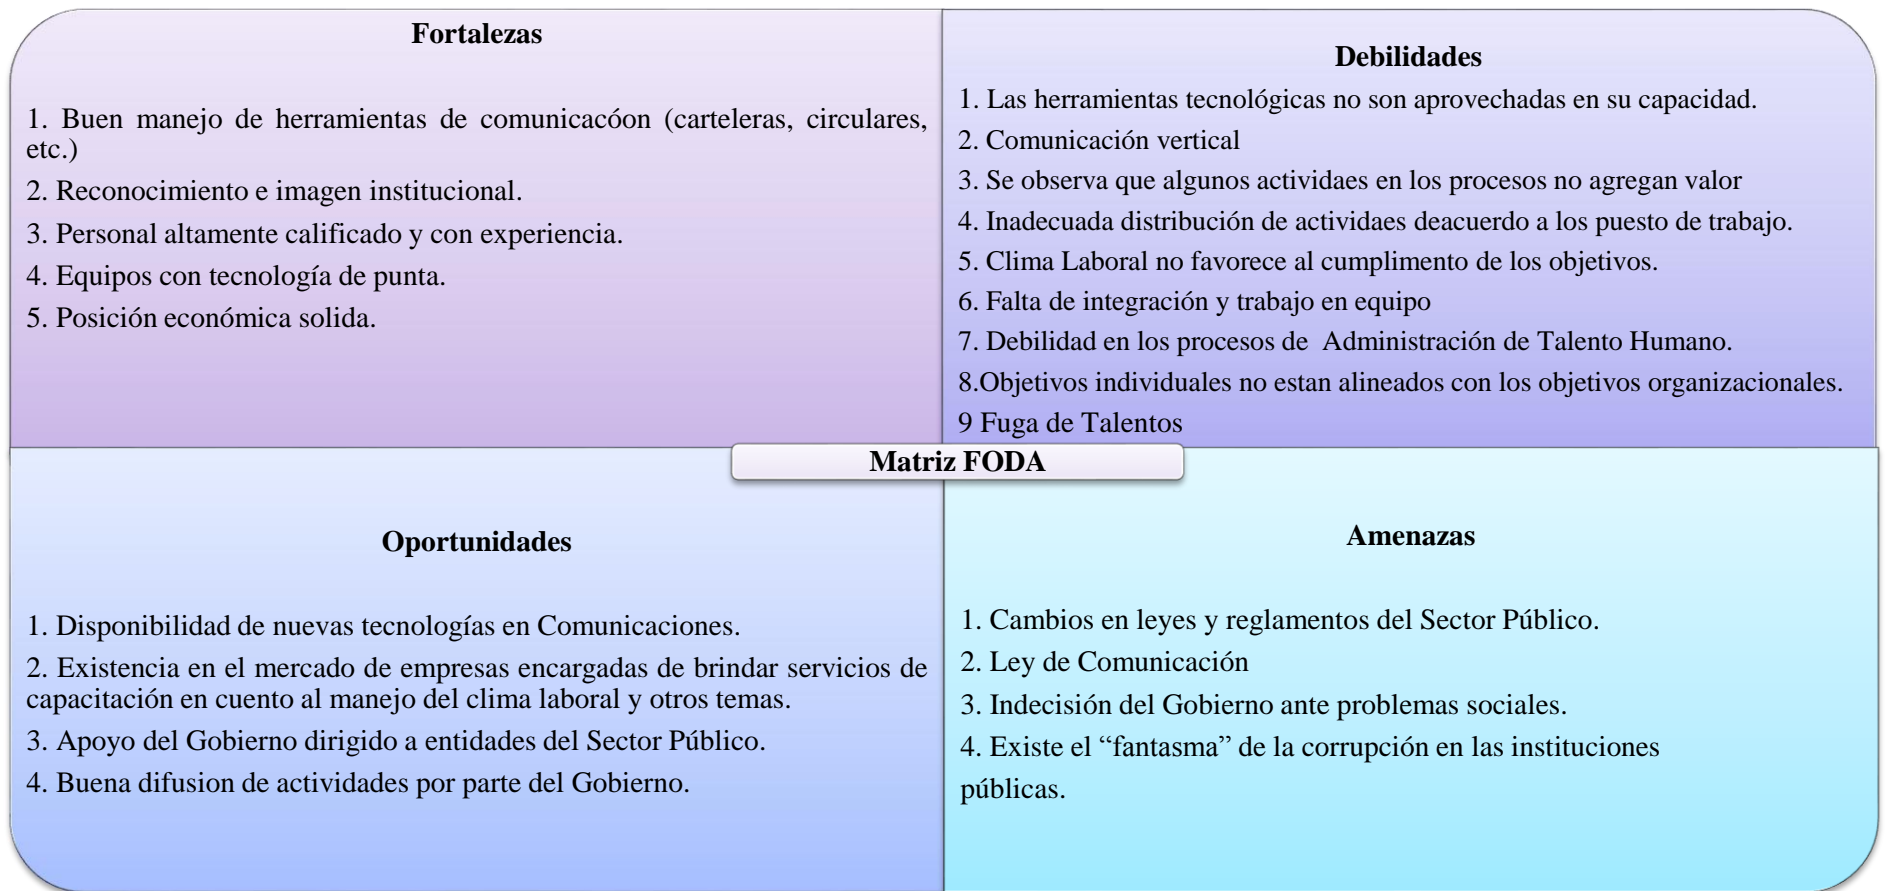 Fortalezas
1. Buen manejo de herramientas de comunicacóon (carteleras, circulares,
etc.)
2. Reconocimiento e imagen institucional.
3. Personal altamente calificado y con experiencia.
4. Equipos con tecnología de punta.
5. Posición económica solida.
Debilidades
1. Las herramientas tecnológicas no son aprovechadas en su capacidad.
2. Comunicación vertical
3. Se observa que algunos actividaes en los procesos no agregan valor
4. Inadecuada distribución de actividaes deacuerdo a los puesto de trabajo.
5. Clima Laboral no favorece al cumplimento de los objetivos.
6. Falta de integración y trabajo en equipo
7. Debilidad en los procesos de  Administración de Talento Humano.
8.Objetivos individuales no estan alineados con los objetivos organizacionales.
9 Fuga de Talentos
Matriz FODA
Oportunidades
1. Disponibilidad de nuevas tecnologías en Comunicaciones.
2. Existencia en el mercado de empresas encargadas de brindar servicios de
capacitación en cuento al manejo del clima laboral y otros temas.
3. Apoyo del Gobierno dirigido a entidades del Sector Público.
4. Buena difusion de actividades por parte del Gobierno.
Amenazas
1. Cambios en leyes y reglamentos del Sector Público.
2. Ley de Comunicación
3. Indecisión del Gobierno ante problemas sociales.
4. Existe el “fantasma” de la corrupción en las instituciones
públicas.